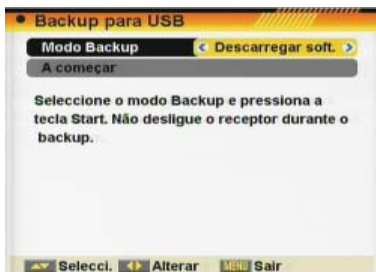 Backup para USB
Modo Backup < Descarregar soft. >
A começar
Seleccione o modo Backup e pressiona a
tecla Start. Não desligue o receptor durante o
backup.
Selecci. Alterar MENU Sair